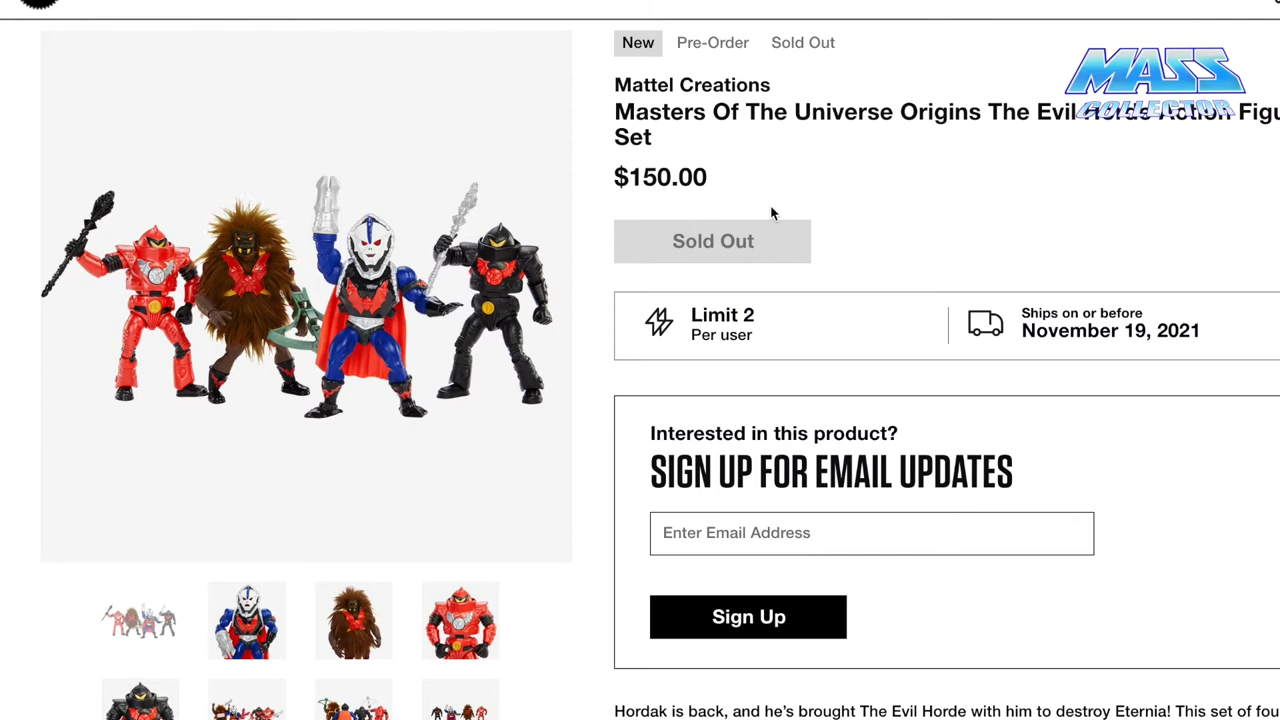 New Pre-Order Sold Out
MASS
COLLECTOR
Mattel Creations
Masters Of The Universe Origins The Evil Horde Action Figu
Set
$150.00
Sold Out
Limit 2
Per user
Ships on or before
November 19, 2021
Interested in this product?
SIGN UP FOR EMAIL UPDATES
Enter Email Address
Sign Up
Hordak is back, and he's brought The Evil Horde with him to destroy Eternia! This set of fou